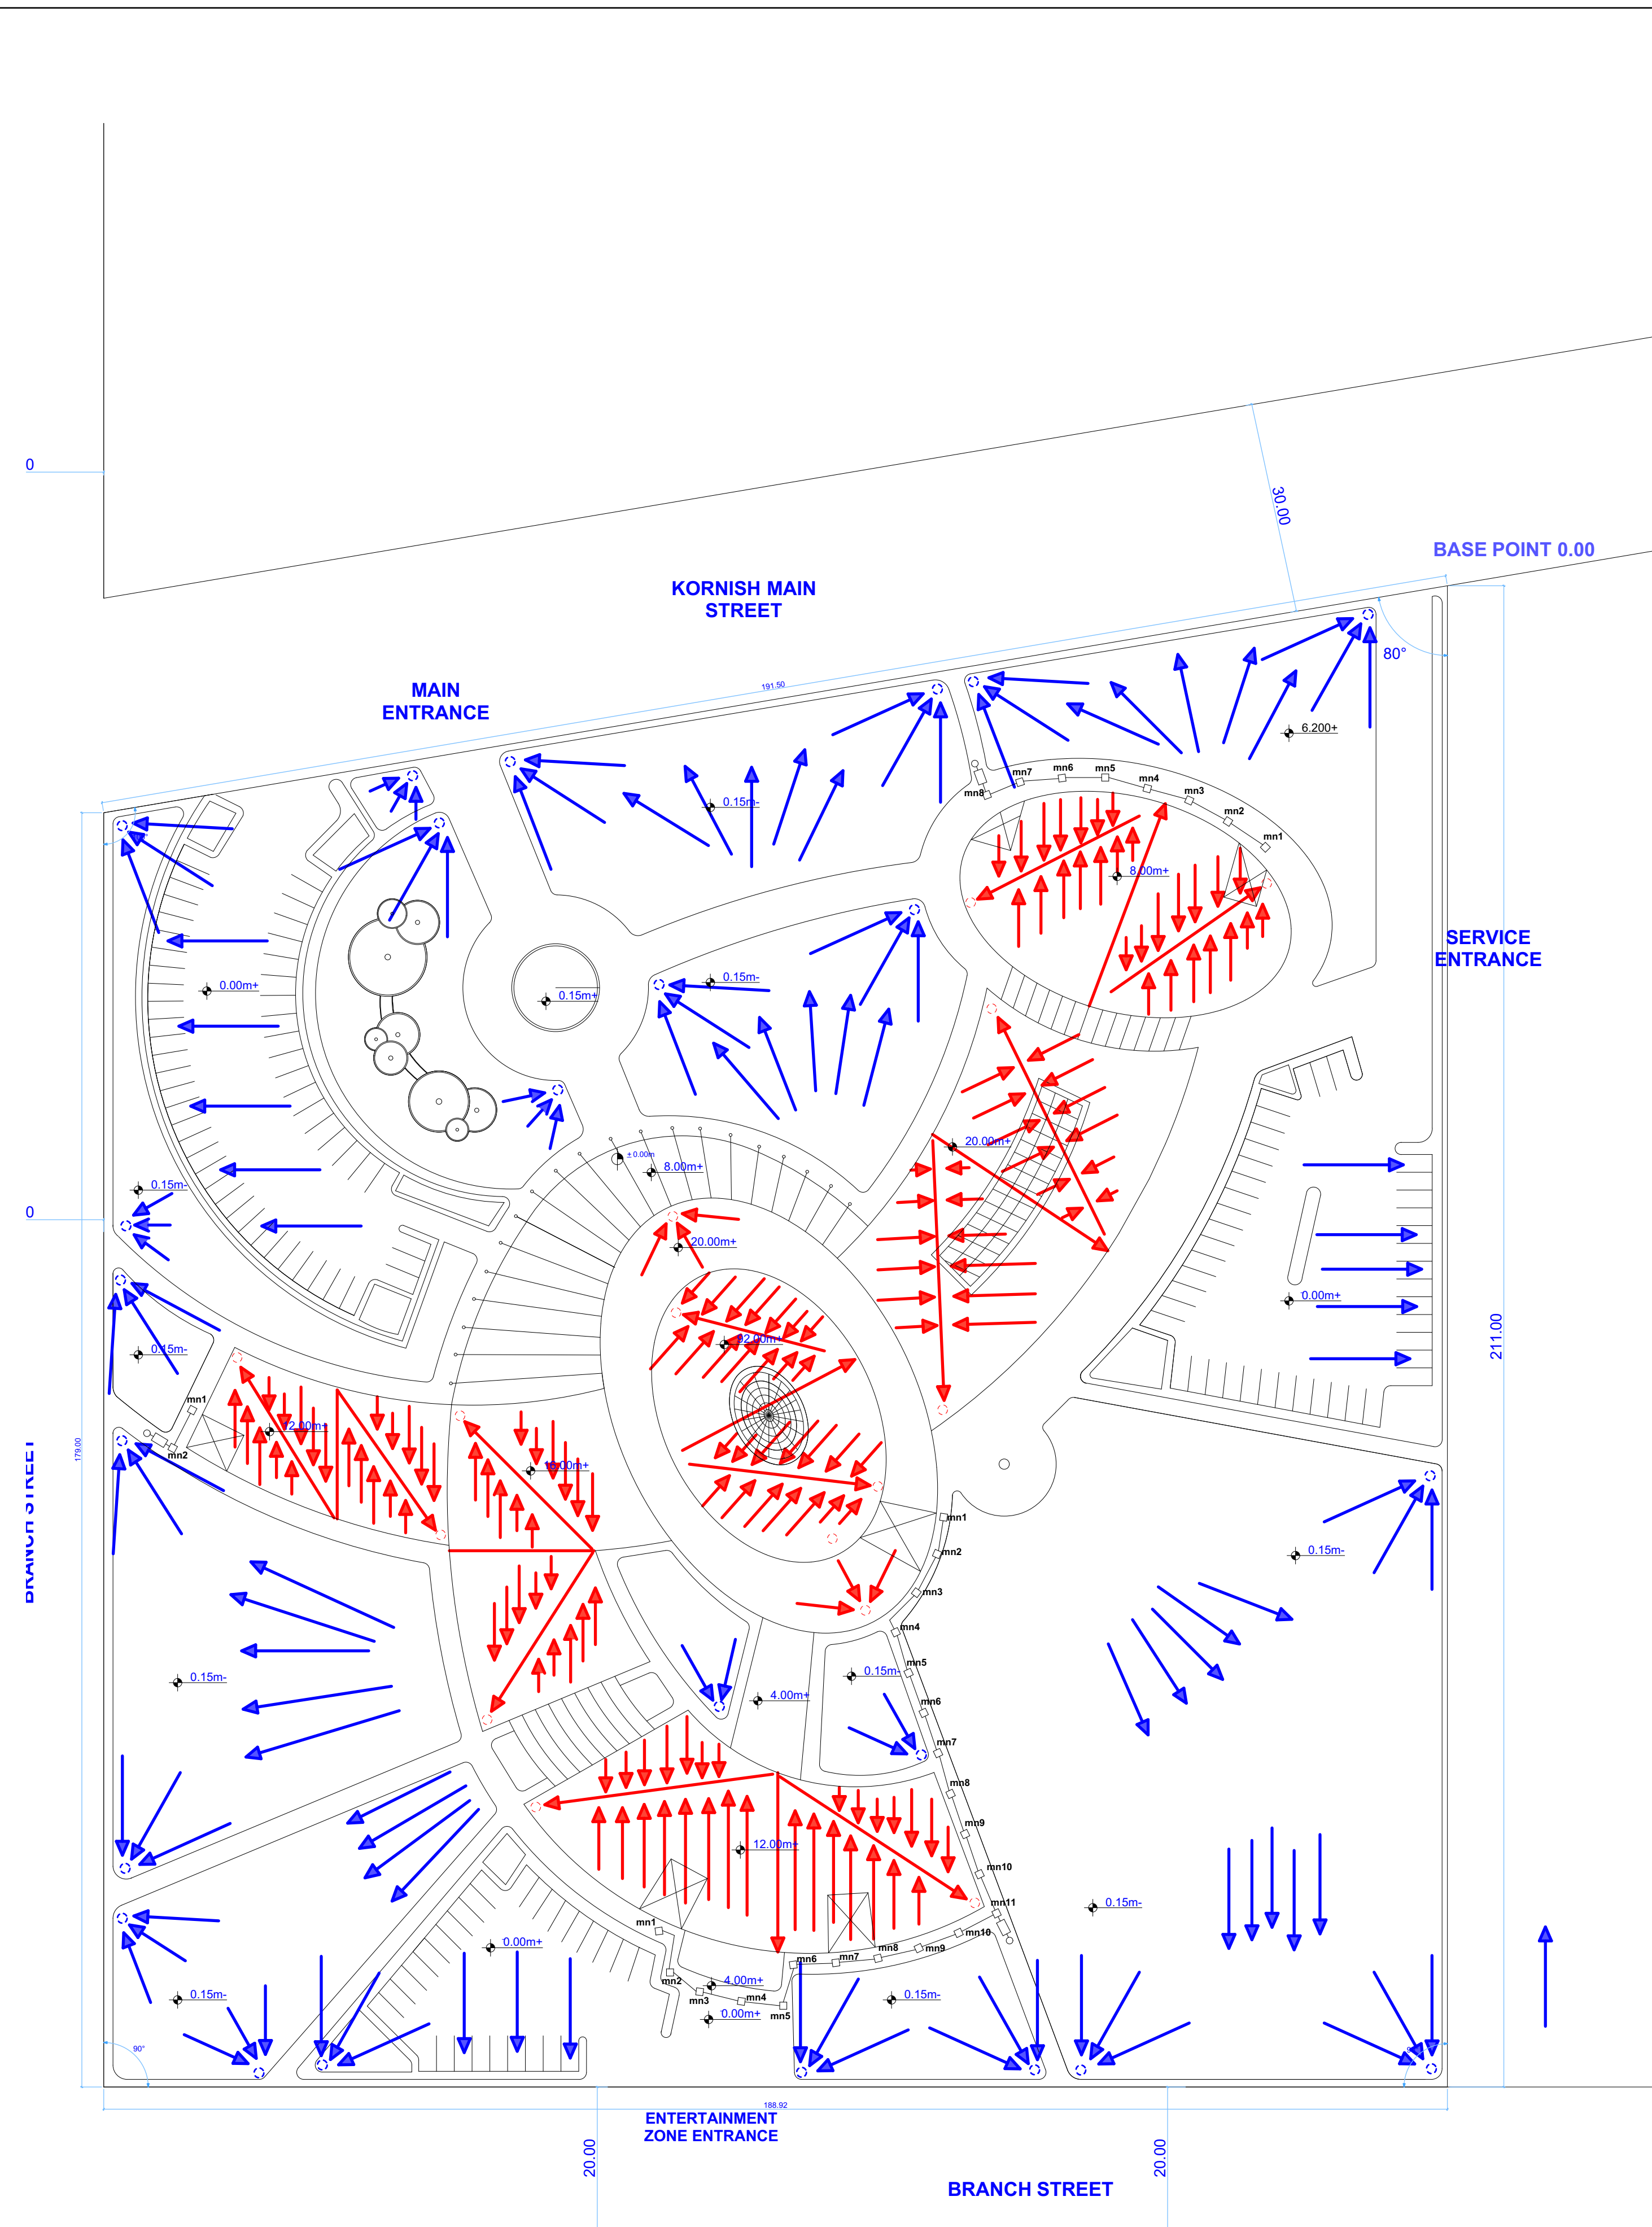 0
30.00
BASE POINT 0.00
KORNISH MAIN
STREET
80°
MAIN
ENTRANCE
191.50
6.200+
mn7
mn6
mn5
mn8
mn4
mn3
mn2
mn1
0.15m-
8.00m+
SERVICE
ENTRANCE
0.15m-
0.00m+
0.15m+
20.00m+
±0.00m
8.00m+
0.15m-
0
20.00m+
0.00m+
211.00
92.00m+
0.15m-
mn1
12.00m+
mn2
179.00
BRANCH STREET
mn1
mn2
0.15m-
mn3
mn4
mn5
0.15m-
0.15m-
4.00m+
mn6
mn7
mn8
mn9
12.00m+
mn10
mn11
0.15m-
mn1
mn10
0.00m+
mn9
mn8
mn7
mn6
mn2
4.00m+
mn3
mn4
mn5
0.15m-
0.15m-
0.00m+
90°
188.92
ENTERTAINMENT
ZONE ENTRANCE
20.00
20.00
BRANCH STREET